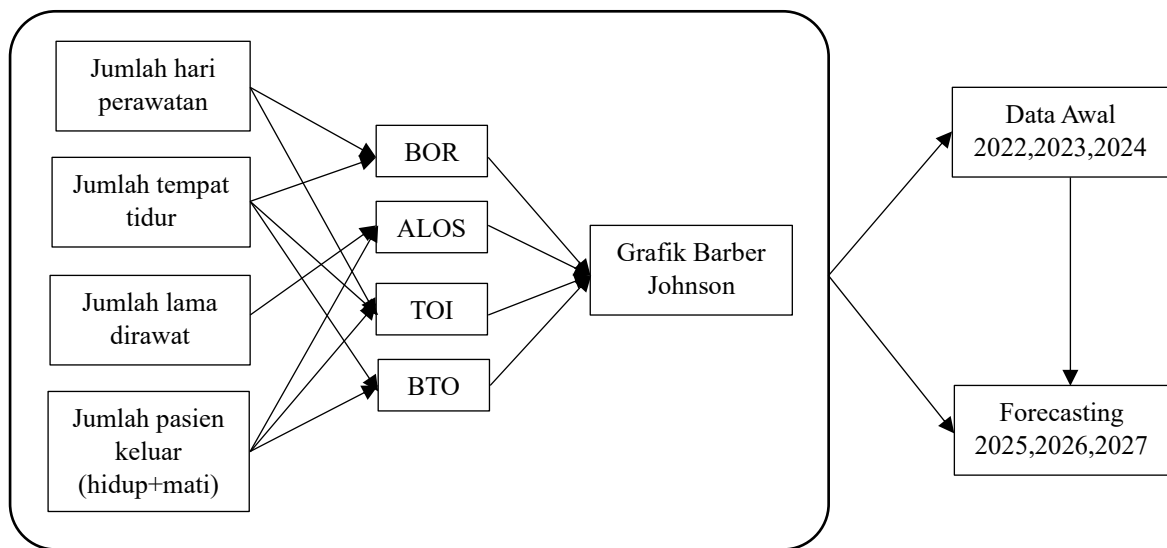 Jumlah hari
perawatan
Jumlah tempat
tidur
Jumlah lama
dirawat
Jumlah pasien
keluar
(hidup+mati)
BOR
ALOS
TOI
BTO
Grafik Barber
Johnson
Data Awal
2022,2023,2024
Forecasting
2025,2026,2027